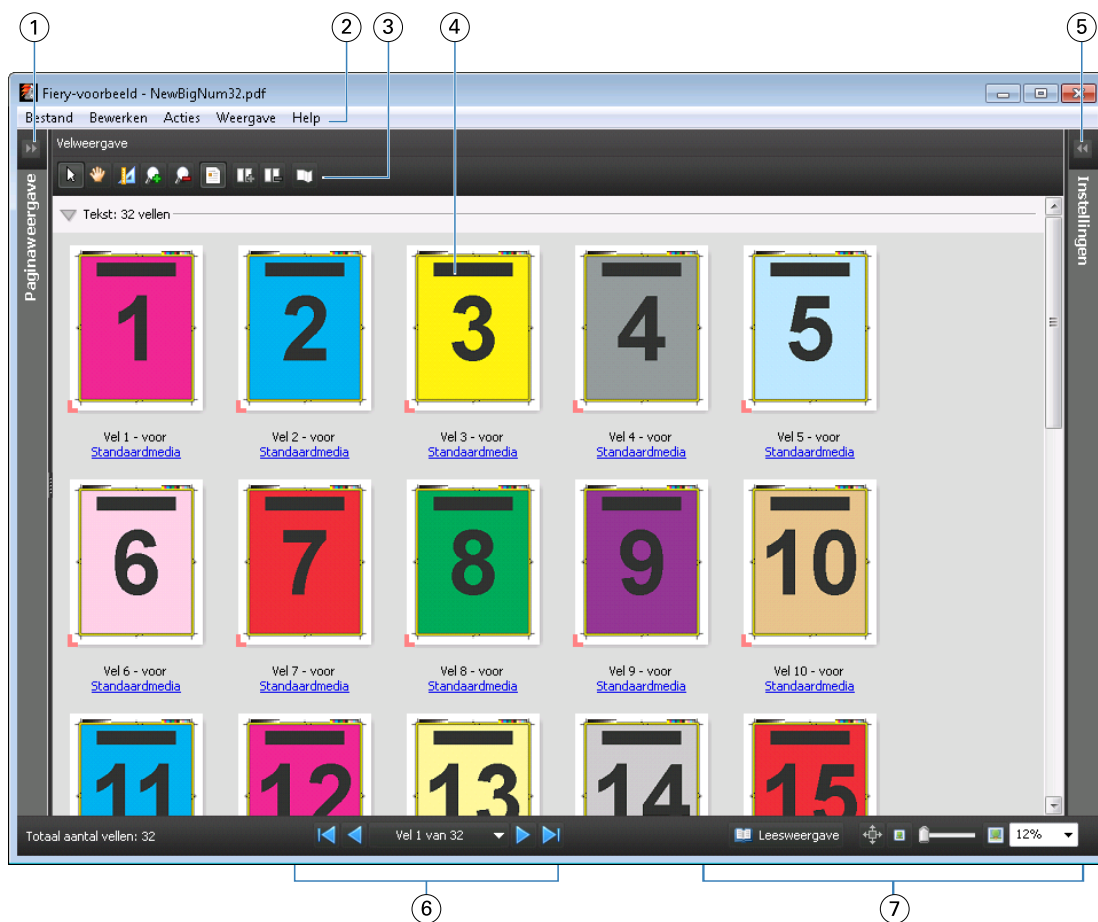 1 2 3 4 5
Fiery-voorbeeld - NewBigNum32.pdf
Bestand Bewerken Acties Weergave Help
Velweergave
Paginaweergave
Instellingen
Tekst: 32 vellen
1 2 3 4 5
Vel 1 - voor Vel 2 - voor Vel 3 - voor Vel 4 - voor Vel 5 - voor
Standaardmedia Standaardmedia Standaardmedia Standaardmedia Standaardmedia
6 7 8 9 10
Vel 6 - voor Vel 7 - voor Vel 8 - voor Vel 9 - voor Vel 10 - voor
Standaardmedia Standaardmedia Standaardmedia Standaardmedia Standaardmedia
11 12 13 14 15
Totaal aantal vellen: 32 Vel 1 van 32 Leesweergave 12%
6 7